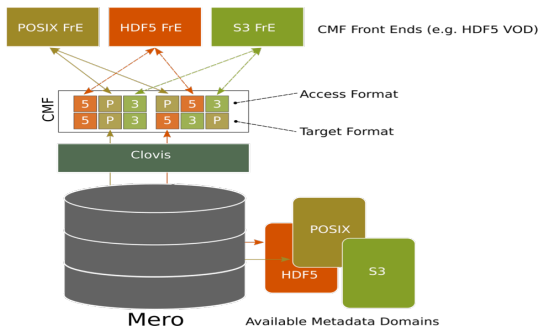 POSIX FrE
HDF5 FrE
S3 FrE
CMF Front Ends (e.g. HDF5 VOD)
CMF
5 P 3 P 5 3
5 P 3 5 3 P
Access Format
Target Format
Clovis
POSIX
HDF5
S3
Mero
Available Metadata Domains